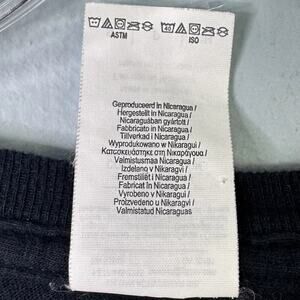 ASTM
ISO
Geproduceerd in Nicaragua /
Hergestellt in Nicaragua /
Nicaraguában gyártott /
Fabbricato in Nicaragua /
Tillverkad i Nicaragua /
Wyprodukowano w Nikaragui /
Κατασκευάστηκε στη Νικαράγουα /
Valmistusmaa Nicaragua /
Izdelano v Nikaragvi /
Fremstillet i Nicaragua /
Fabricat în Nicaragua /
Vyrobeno v Nikaragui /
Proizvedeno u Nikaragvi /
Valmistatud Nicaraguas